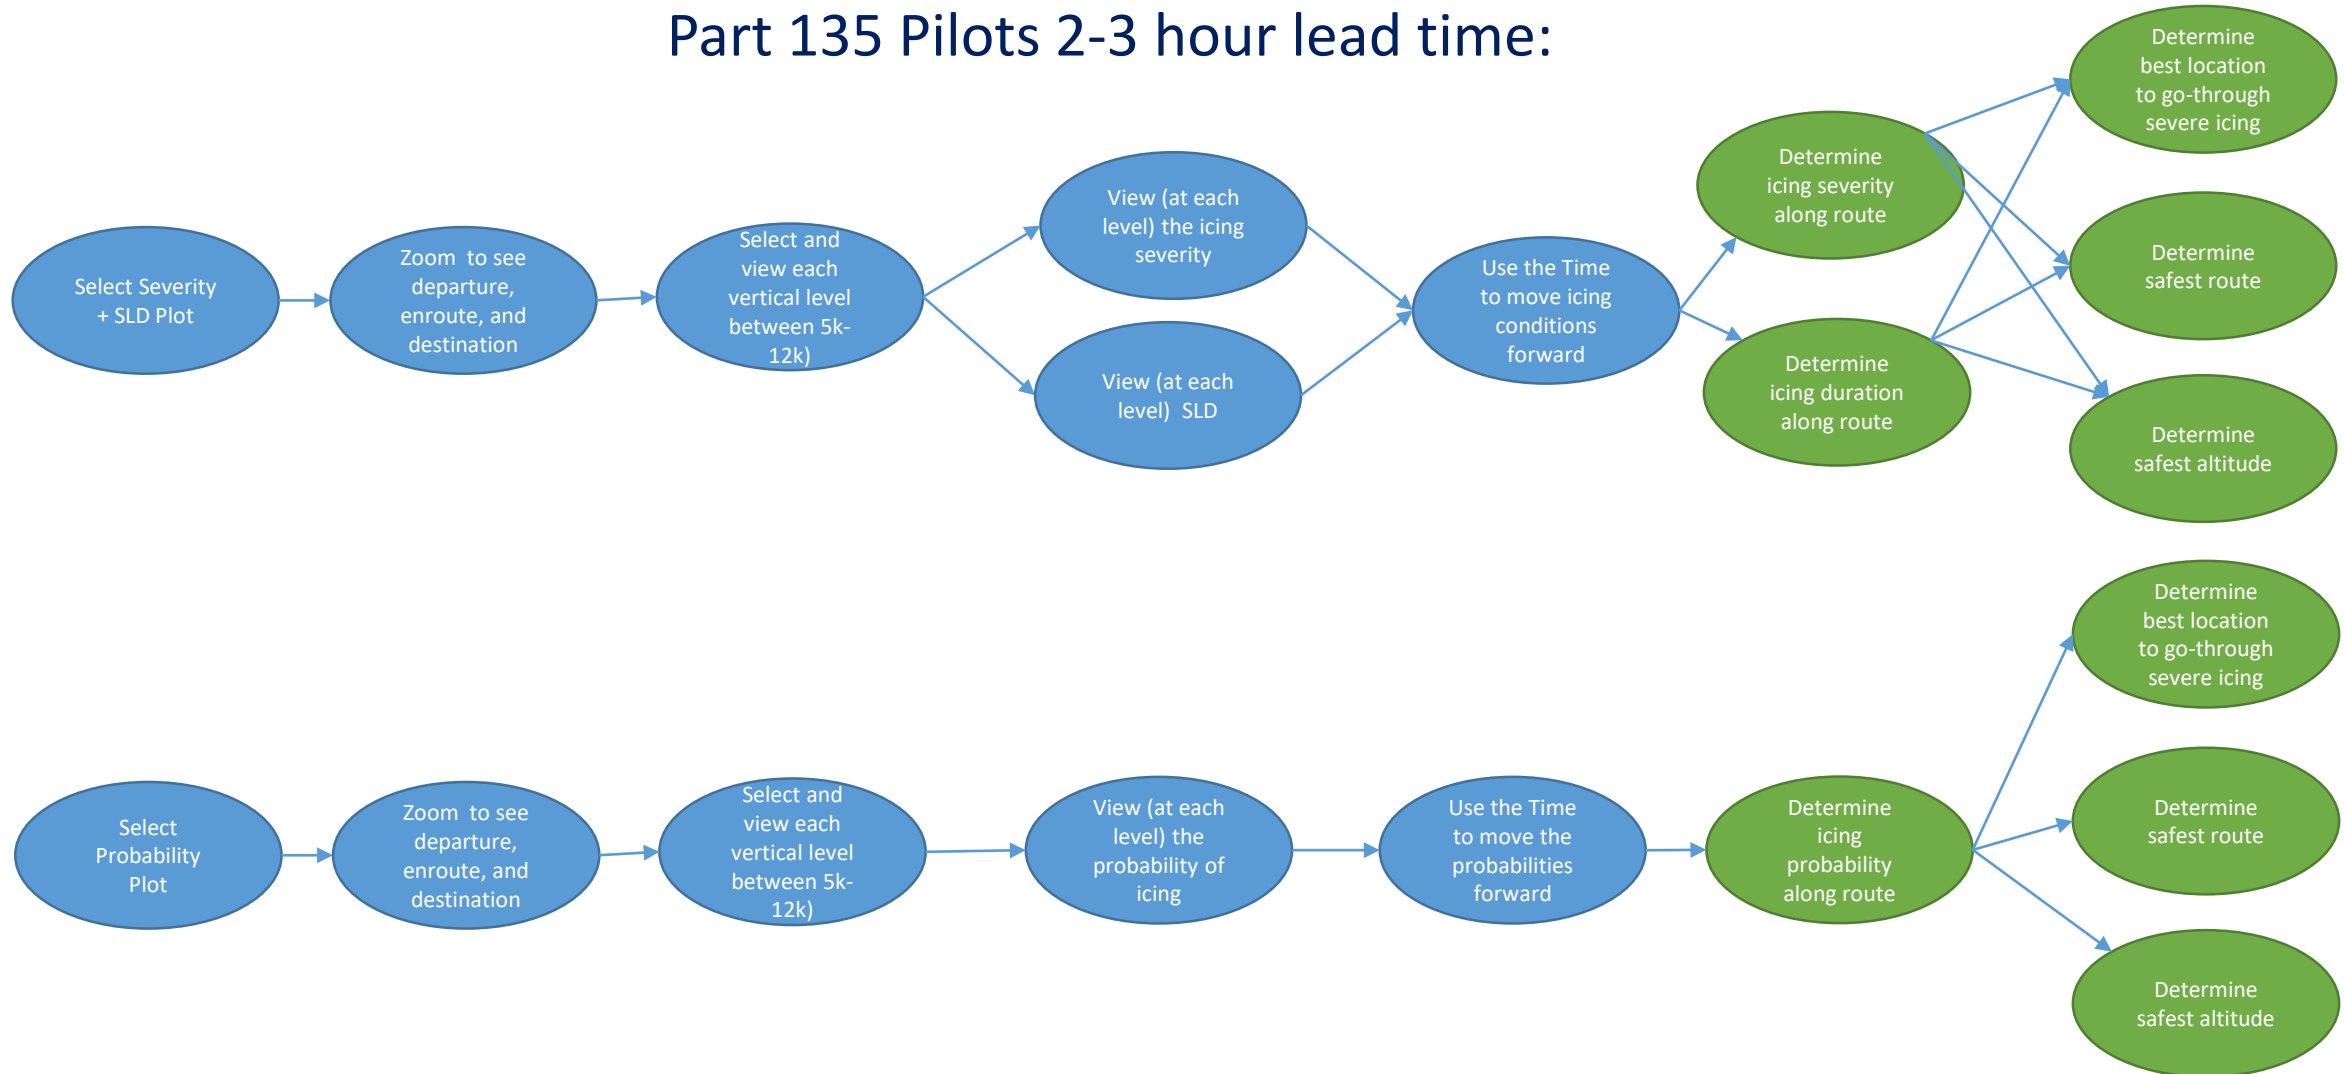 Part 135 Pilots 2-3 hour lead time:
Select Severity
+ SLD Plot
Zoom  to see
departure,
enroute, and
destination
Select and
view each
vertical level
between 5k-
12k)
View (at each
level) the icing
severity
View (at each
level)  SLD
Use the Time
to move icing
conditions
forward
Determine
icing severity
along route
Determine
icing duration
along route
Determine
best location
to go-through
severe icing
Determine
safest route
Determine
safest altitude
Select
Probability
Plot
Zoom  to see
departure,
enroute, and
destination
Select and
view each
vertical level
between 5k-
12k)
View (at each
level) the
probability of
icing
Use the Time
to move the
probabilities
forward
Determine
icing
probability
along route
Determine
best location
to go-through
severe icing
Determine
safest route
Determine
safest altitude